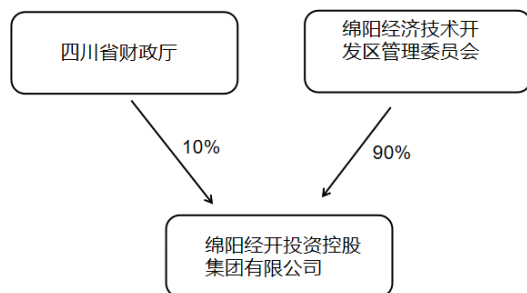 四川省财政厅
绵阳经济技术开
发区管理委员会
10%
90%
绵阳经开投资控股
集团有限公司